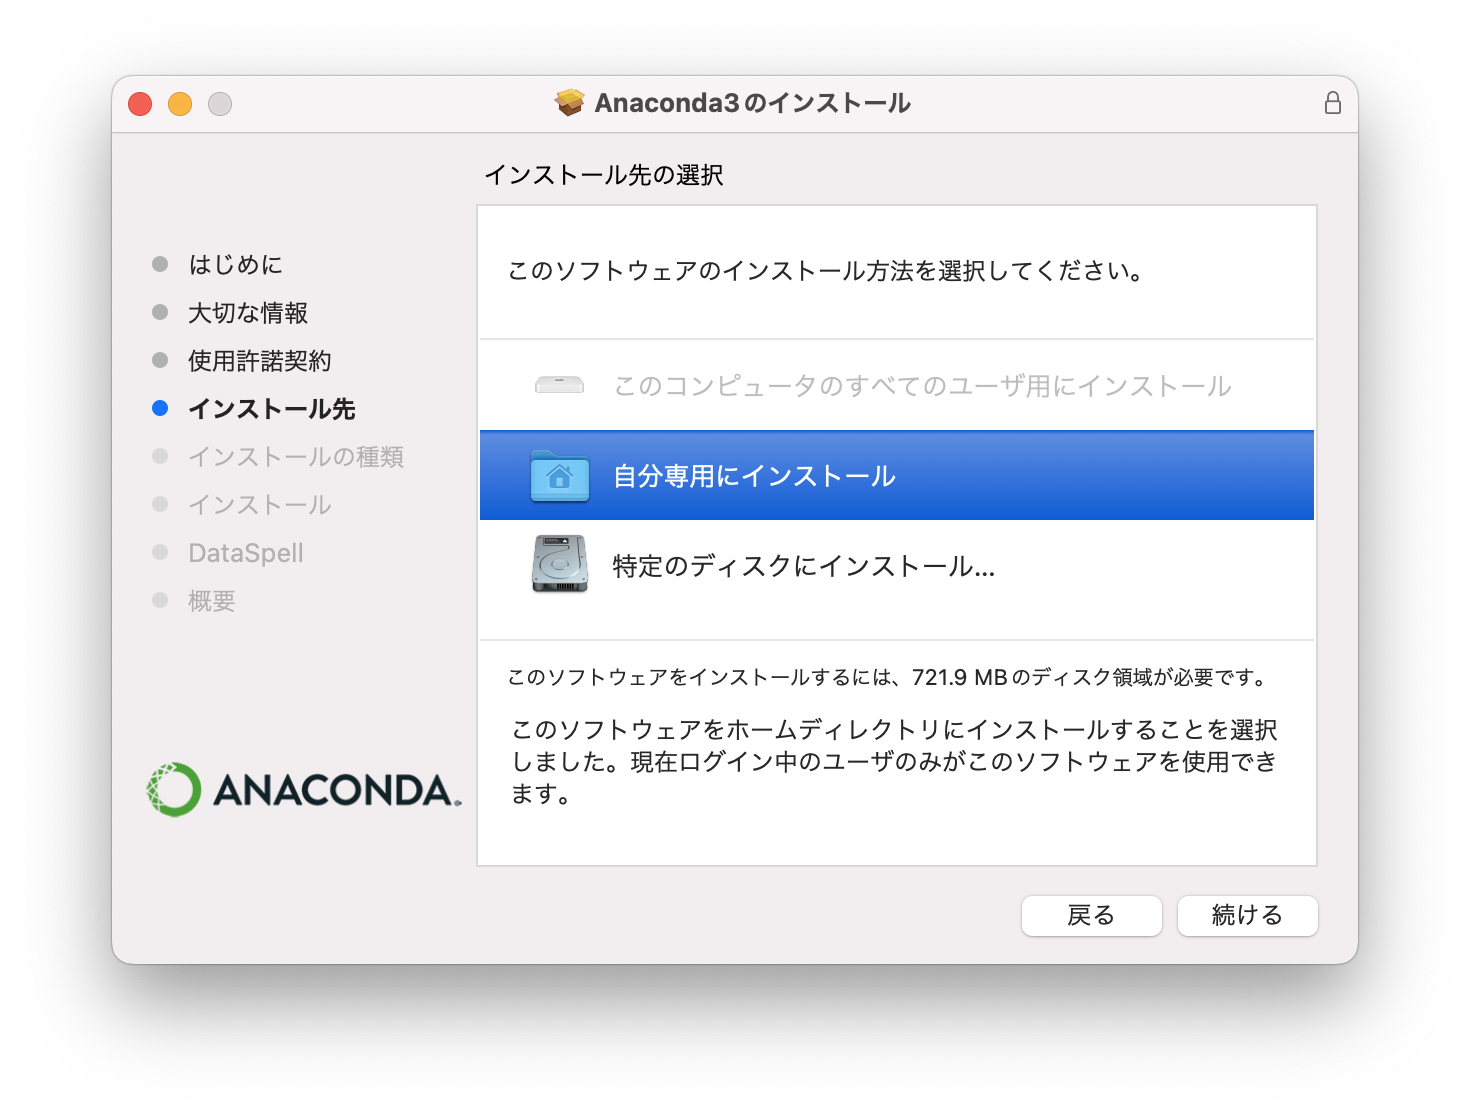 Anaconda3のインストール
インストール先の選択
はじめに
大切な情報
使用許諾契約
インストール先
インストールの種類
インストール
DataSpell
概要
ANACONDA.
このソフトウェアのインストール方法を選択してください。
このコンピュータのすべてのユーザ用にインストール
自分専用にインストール
特定のディスクにインストール...
このソフトウェアをインストールするには、721.9 MBのディスク領域が必要です。
このソフトウェアをホームディレクトリにインストールすることを選択
しました。現在ログイン中のユーザのみがこのソフトウェアを使用でき
ます。
戻る
続ける